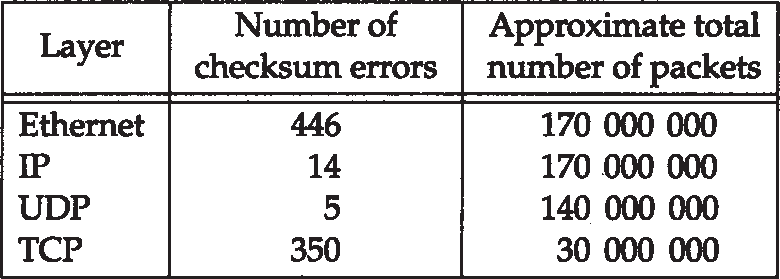 Layer Number of checksum errors Approximate total number of packets
Ethernet 446 170 000 000
IP 14 170 000 000
UDP 5 140 000 000
TCP 350 30 000 000